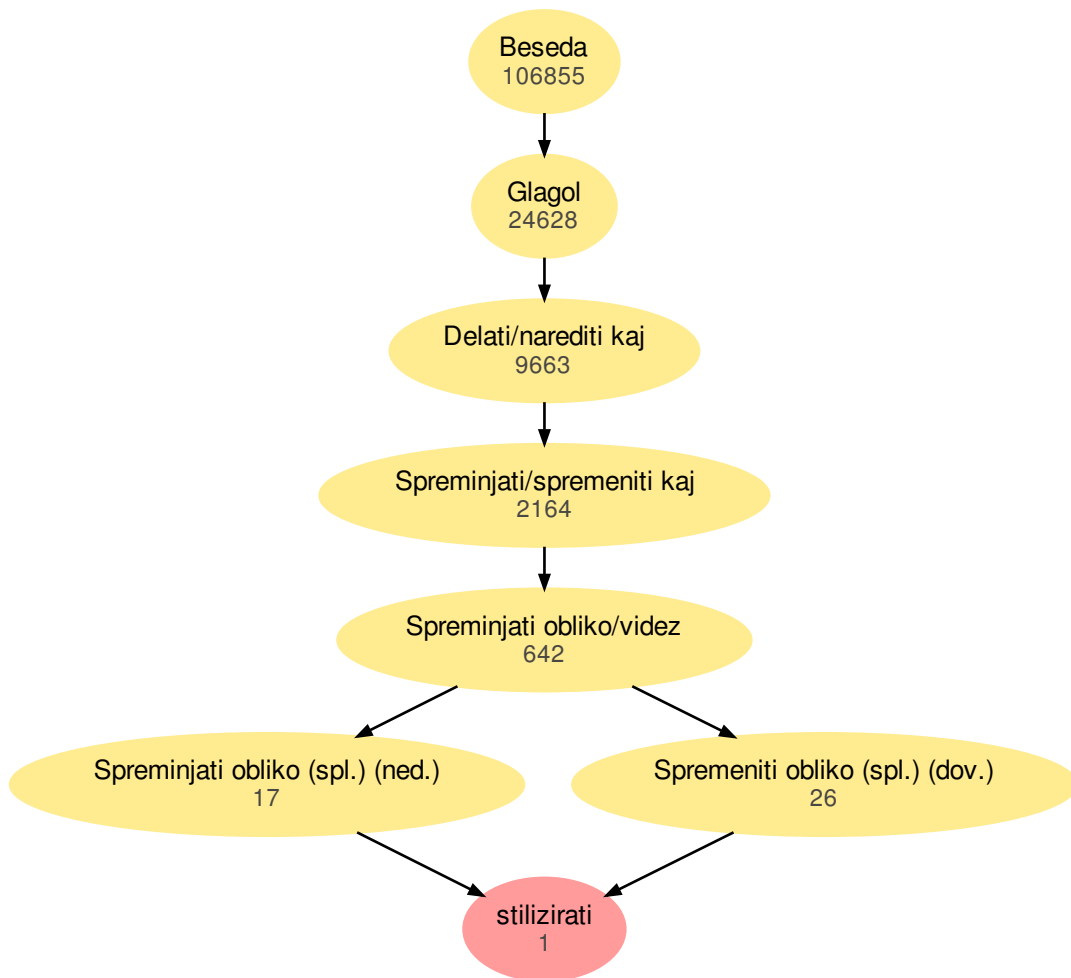 Beseda
106855
Glagol
24628
Delati/narediti kaj
9663
Spreminjati/spremeniti kaj
2164
Spreminjati obliko/videz
642
Spreminjati obliko (spl.) (ned.)
17
Spremeniti obliko (spl.) (dov.)
26
stilizirati
1